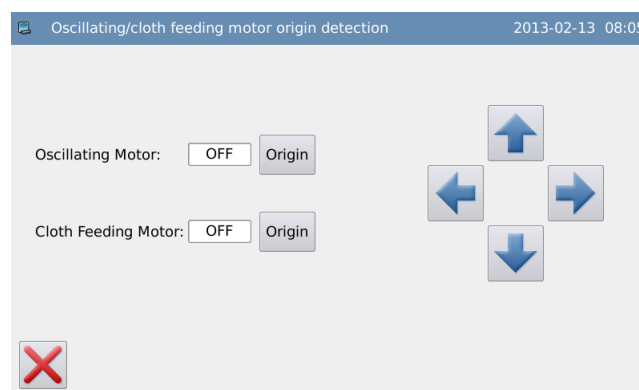 Oscillating/cloth feeding motor origin detection 2013-02-13 08:05
Oscillating Motor: OFF Origin
Cloth Feeding Motor: OFF Origin